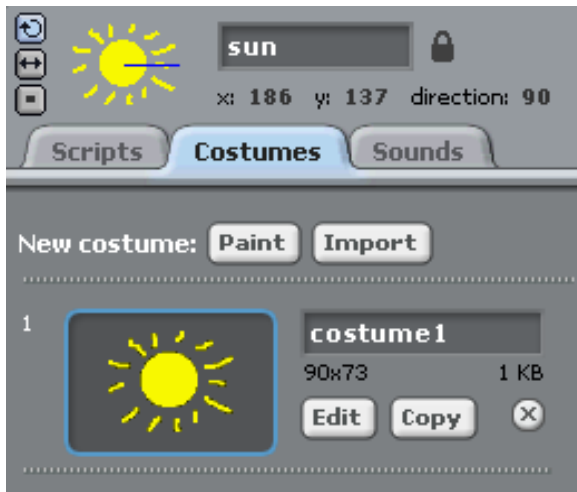 sun
x: 186 y: 137 direction: 90
Scripts Costumes Sounds
New costume: Paint Import
1
costume1
90x73 1 KB
Edit Copy